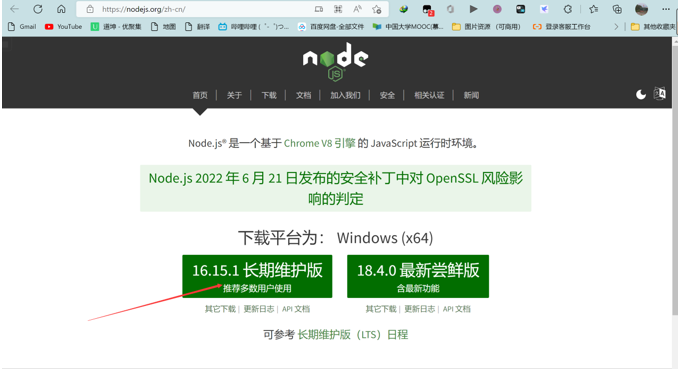 https://nodejs.org/zh-cn/
2
Gmail YouTube 道坤 - 优聚集 地图 翻译 哔哩哔哩 (゜-゜)つ... 百度网盘-全部文件 中国大学MOOC(慕... 图片资源 (可商用) 登录客服工作台 其他收藏夹
node
JS
首页 | 关于 | 下载 | 文档 | 加入我们 | 安全 | 相关认证 | 新闻
Node.js® 是一个基于 Chrome V8 引擎 的 JavaScript 运行时环境。
Node.js 2022 年 6 月 21 日发布的安全补丁中对 OpenSSL 风险影
响的判定
下载平台为： Windows (x64)
16.15.1 长期维护版
推荐多数用户使用
18.4.0 最新尝鲜版
含最新功能
其它下载 | 更新日志 | API 文档
其它下载 | 更新日志 | API 文档
可参考 长期维护版（LTS）日程